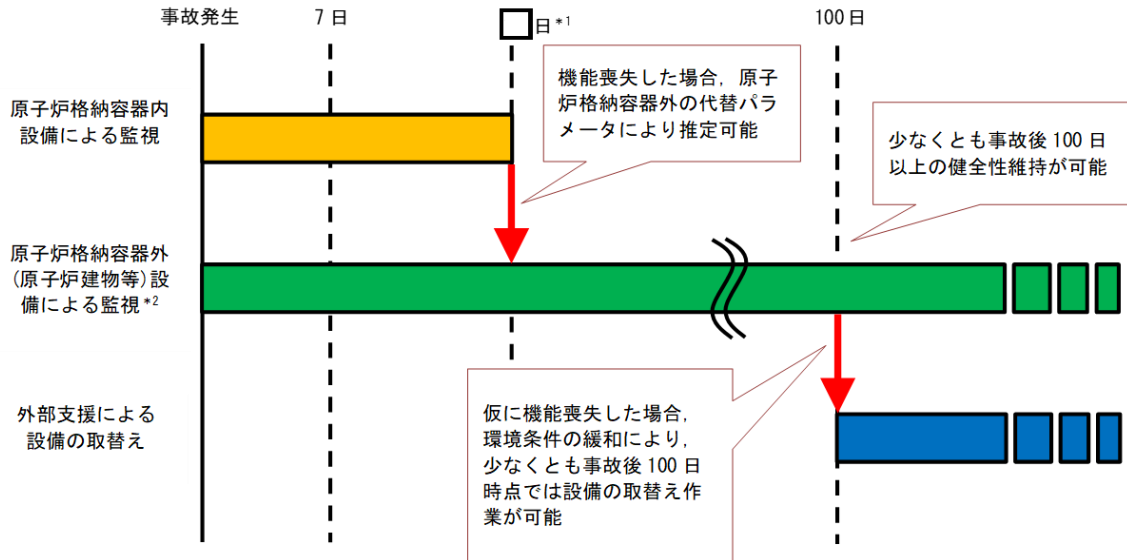 事故発生
7日
日*1
100日
原子炉格納容器内
設備による監視
機能喪失した場合，原子
炉格納容器外の代替パラ
メータにより推定可能
少なくとも事故後 100 日
以上の健全性維持が可能
原子炉格納容器外
(原子炉建物等)設
備による監視*2
外部支援による
設備の取替え
仮に機能喪失した場合，
環境条件の緩和により，
少なくとも事故後 100 日
時点では設備の取替え作
業が可能